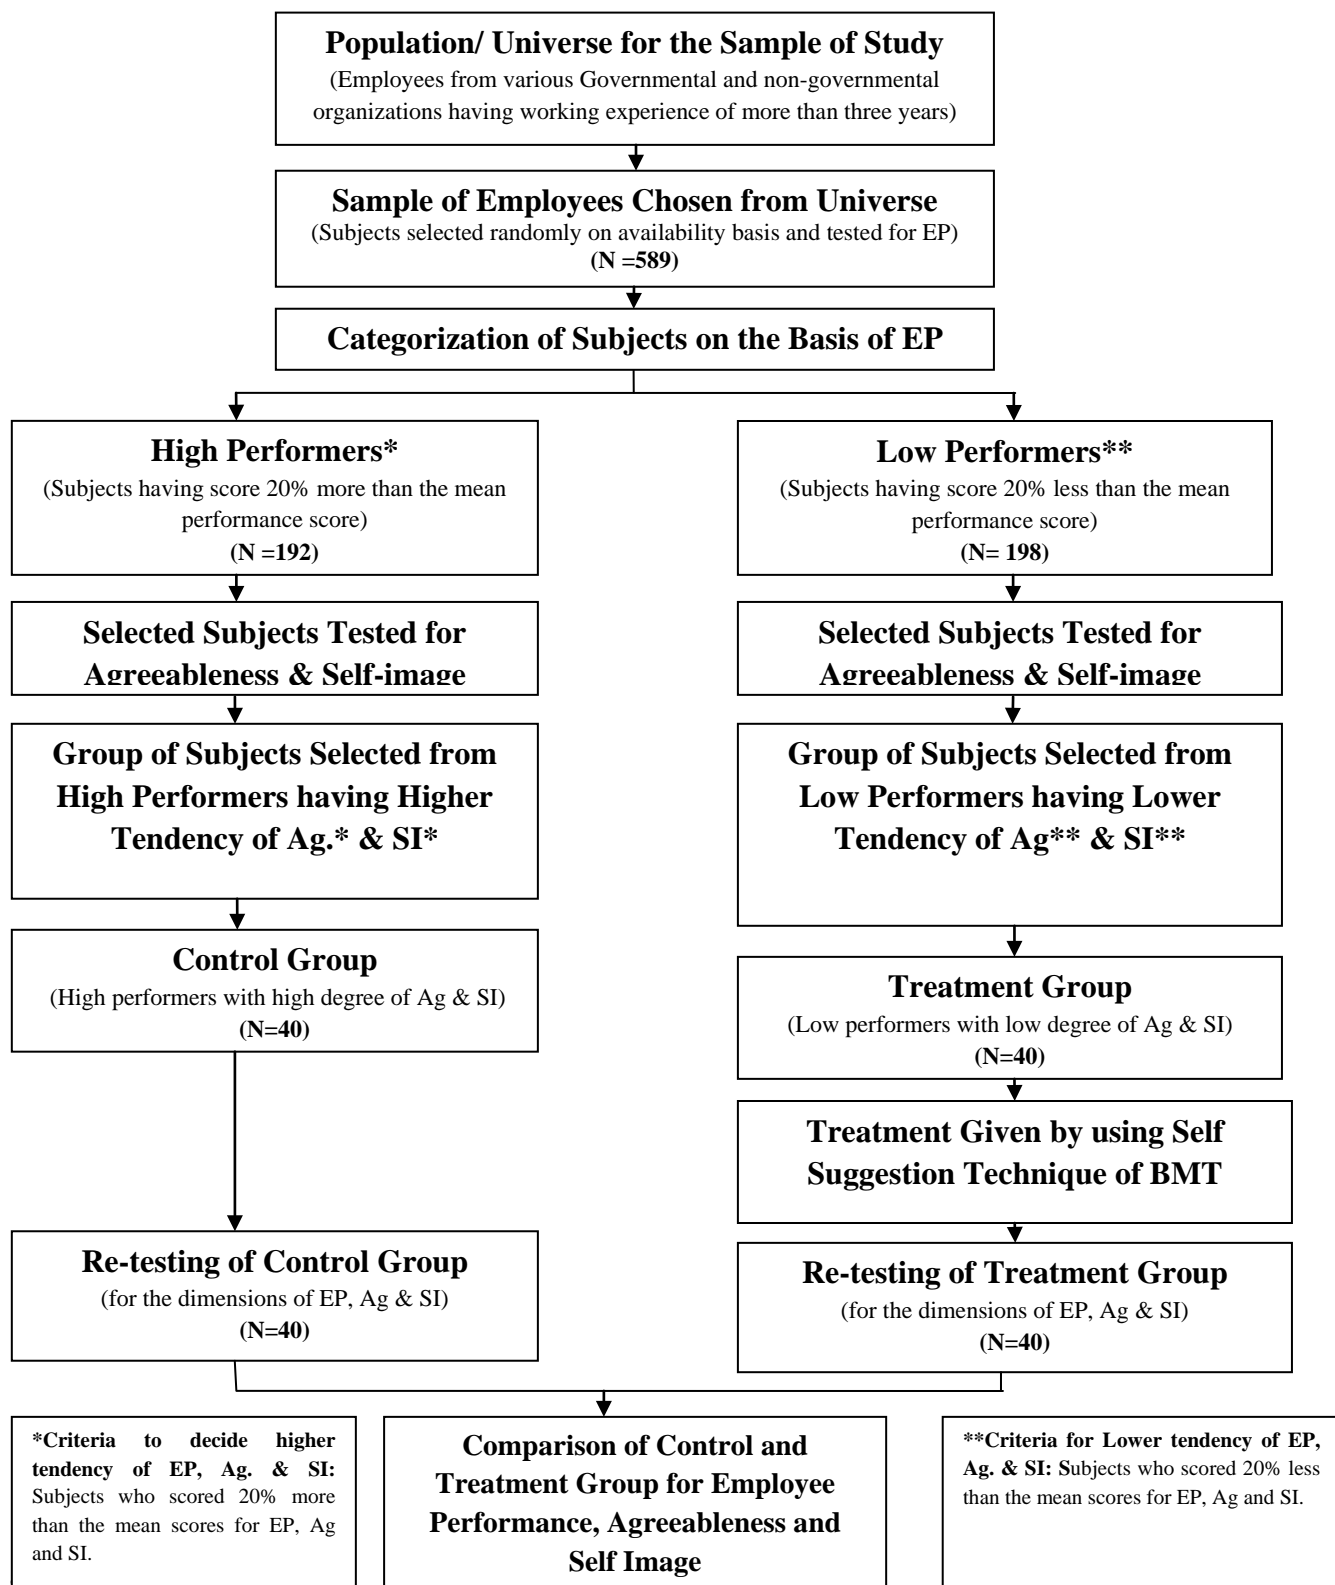 Population/ Universe for the Sample of Study
(Employees from various Governmental and non-governmental
organizations having working experience of more than three years)
Sample of Employees Chosen from Universe
(Subjects selected randomly on availability basis and tested for EP)
(N =589)
Categorization of Subjects on the Basis of EP
High Performers*
(Subjects having score 20% more than the mean
performance score)
(N =192)
Low Performers**
(Subjects having score 20% less than the mean
performance score)
(N= 198)
Selected Subjects Tested for
Agreeableness & Self-image
Selected Subjects Tested for
Agreeableness & Self-image
Group of Subjects Selected from
High Performers having Higher
Tendency of Ag.* & SI*
Group of Subjects Selected from
Low Performers having Lower
Tendency of Ag** & SI**
Control Group
(High performers with high degree of Ag & SI)
(N=40)
Treatment Group
(Low performers with low degree of Ag & SI)
(N=40)
Treatment Given by using Self
Suggestion Technique of BMT
Re-testing of Control Group
(for the dimensions of EP, Ag & SI)
(N=40)
Re-testing of Treatment Group
(for the dimensions of EP, Ag & SI)
(N=40)
*Criteria to decide higher
tendency of EP, Ag. & SI:
Subjects who scored 20% more
than the mean scores for EP, Ag
and SI.
Comparison of Control and
Treatment Group for Employee
Performance, Agreeableness and
Self Image
**Criteria for Lower tendency of EP,
Ag. & SI: Subjects who scored 20% less
than the mean scores for EP, Ag and SI.